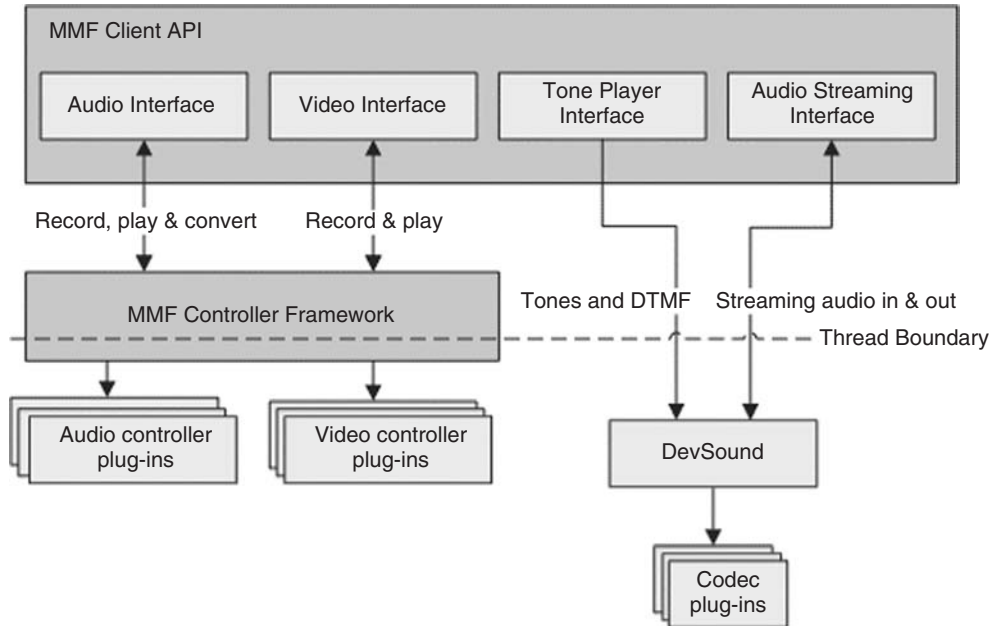 MMF Client API
Audio Interface
Video Interface
Tone Player
Interface
Audio Streaming
Interface
Record, play & convert
Record & play
MMF Controller Framework
Tones and DTMF
Streaming audio in & out
Thread Boundary
Audio controller
plug-ins
Video controller
plug-ins
DevSound
Codec
plug-ins